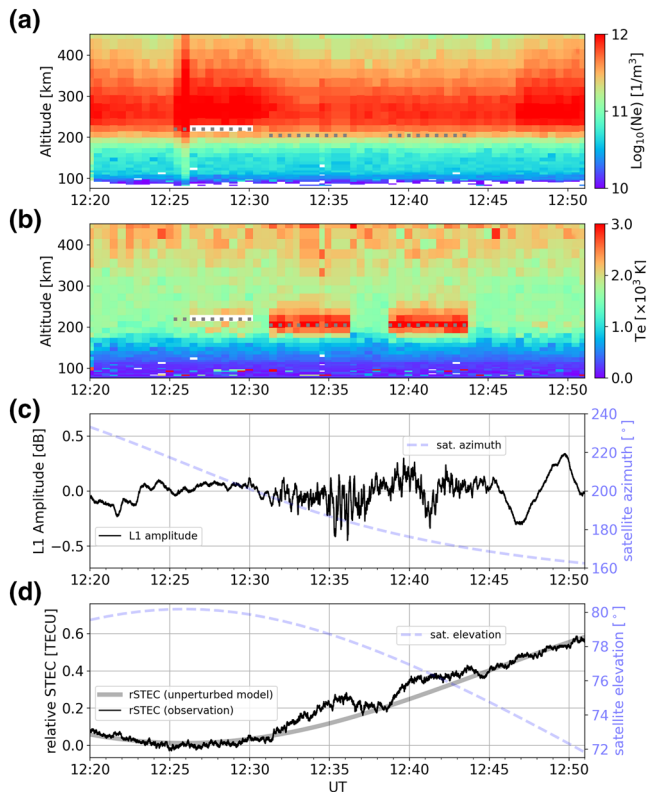 (a)
400
300
200
100
Altitude [km]
12:20 12:25 12:30 12:35 12:40 12:45 12:50
12
11
10
Log₁₀(Ne) [1/m³]
(b)
400
300
200
100
Altitude [km]
12:20 12:25 12:30 12:35 12:40 12:45 12:50
3.0
2.0
1.0
0.0
Te [×10³ K]
(c)
0.5
0.0
−0.5
L1 Amplitude [dB]
sat. azimuth
L1 amplitude
240
220
200
180
160
satellite azimuth [°]
12:20 12:25 12:30 12:35 12:40 12:45 12:50
(d)
0.6
0.4
0.2
0.0
relative STEC [TECU]
sat. elevation
rSTEC (unperturbed model)
rSTEC (observation)
80
78
76
74
72
satellite elevation [°]
12:20 12:25 12:30 12:35 12:40 12:45 12:50
UT